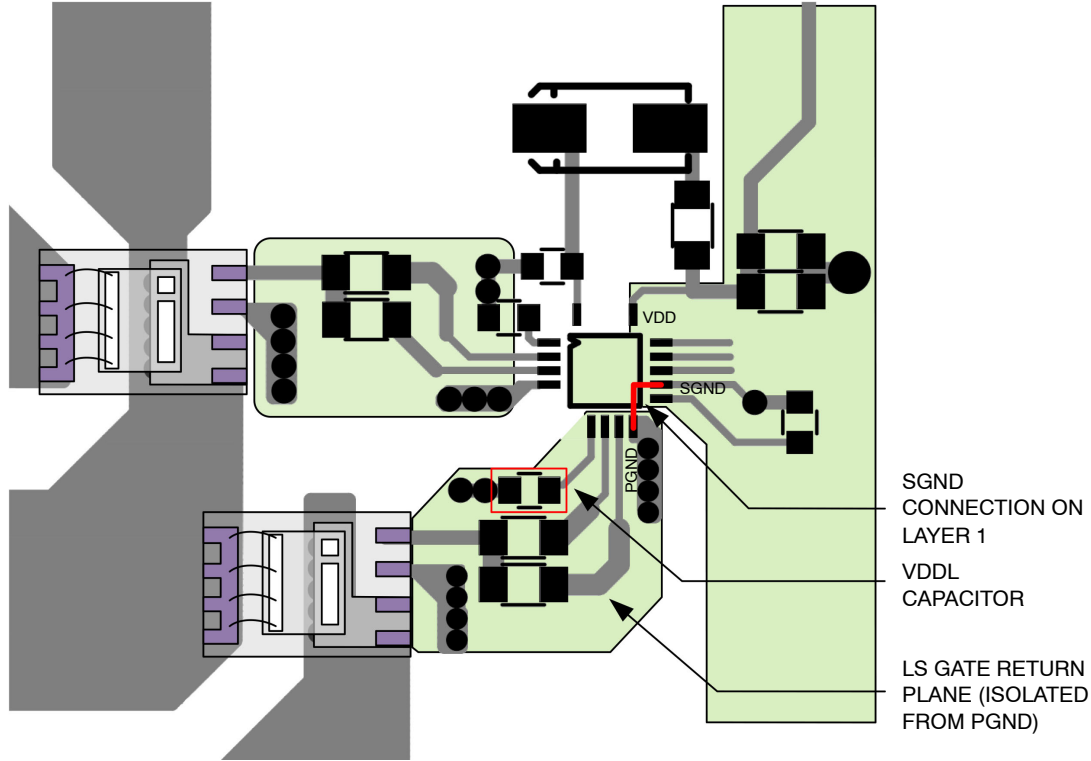 VDD
SGND
PGND
SGND
CONNECTION ON
LAYER 1
VDDL
CAPACITOR
LS GATE RETURN
PLANE (ISOLATED
FROM PGND)